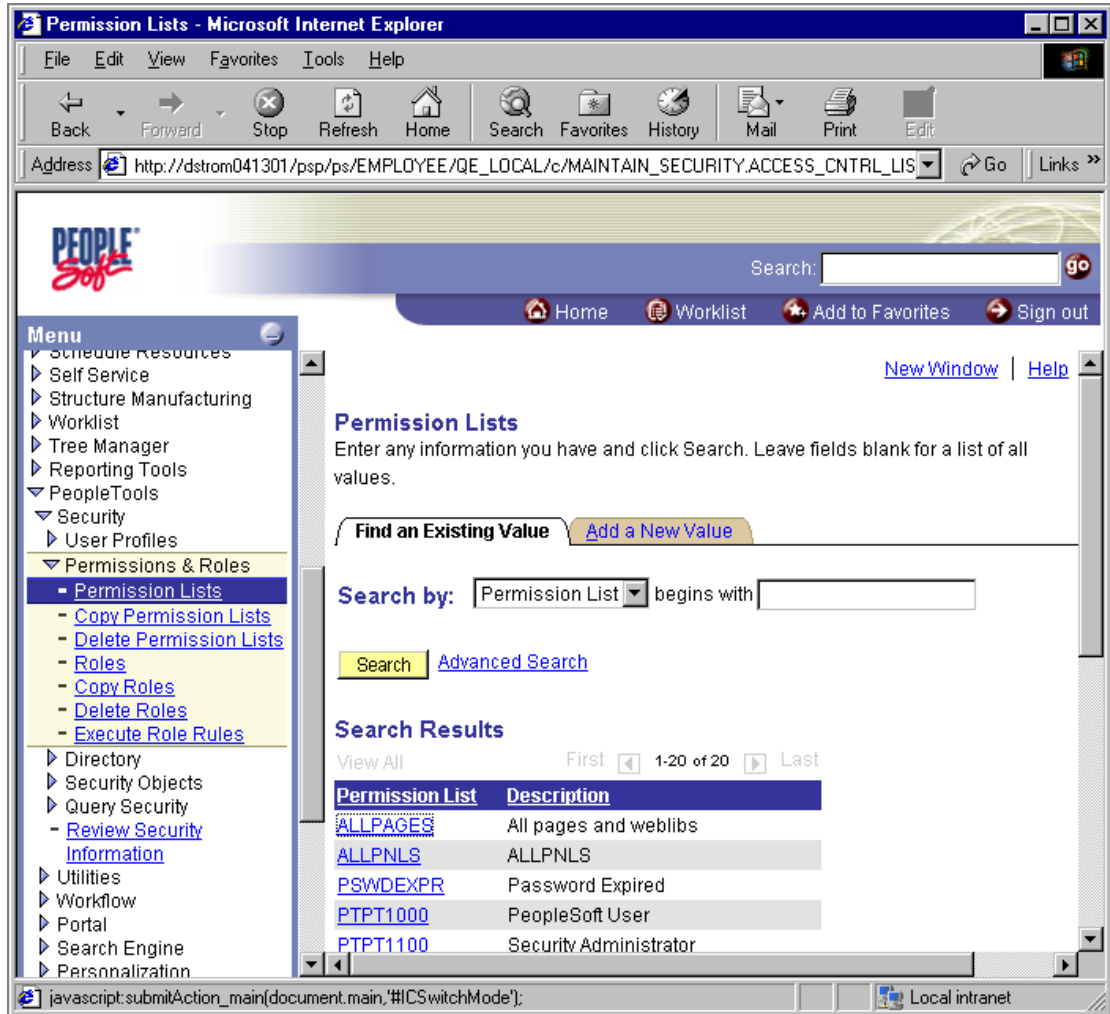 Permission Lists - Microsoft Internet Explorer
File Edit View Favorites Tools Help
Back Forward Stop Refresh Home Search Favorites History Mail Print Edit
Address http://dstrom041301/psp/ps/EMPLOYEE/QE_LOCAL/c/MAINTAIN_SECURITY.ACCESS_CNTRL_LIS Go Links »
PEOPLE
Soft
Search: go
Home Worklist Add to Favorites Sign out
Menu
Schedule Resources
Self Service
Structure Manufacturing
Worklist
Tree Manager
Reporting Tools
PeopleTools
Security
User Profiles
Permissions & Roles
- Permission Lists
- Copy Permission Lists
- Delete Permission Lists
- Roles
- Copy Roles
- Delete Roles
- Execute Role Rules
Directory
Security Objects
Query Security
- Review Security
Information
Utilities
Workflow
Portal
Search Engine
Personalization
New Window | Help
Permission Lists
Enter any information you have and click Search. Leave fields blank for a list of all
values.
Find an Existing Value Add a New Value
Search by: Permission List begins with
Search Advanced Search
Search Results
View All First 1-20 of 20 Last
Permission List Description
ALLPAGES All pages and weblibs
ALLPNLS ALLPNLS
PSWDEXPR Password Expired
PTPT1000 PeopleSoft User
PTPT1100 Security Administrator
javascript:submitAction_main(document.main,'#ICSwitchMode'); Local intranet